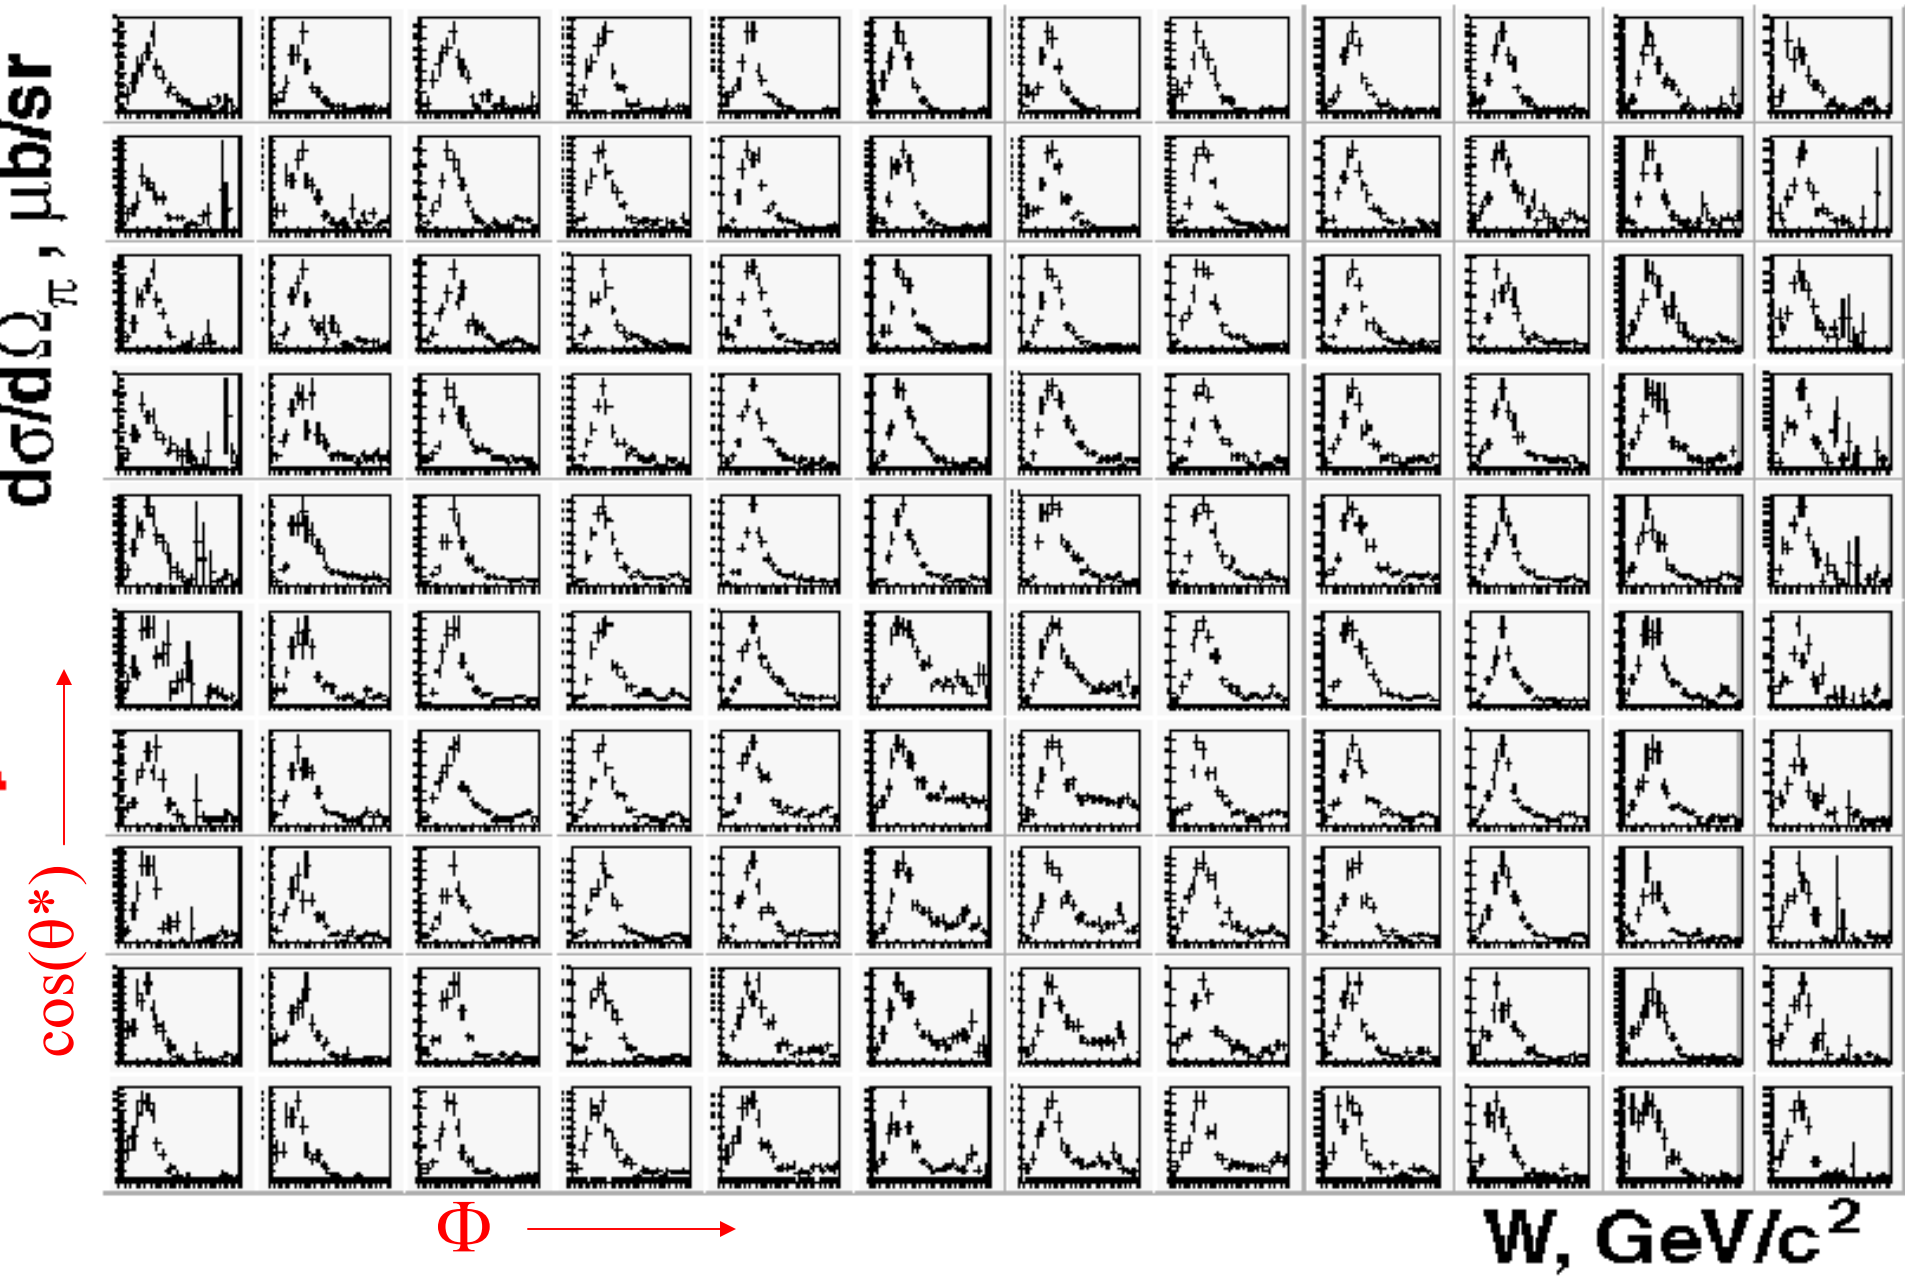 dσ/dΩπ , μb/sr
cos(θ*)
Φ
W, GeV/c²